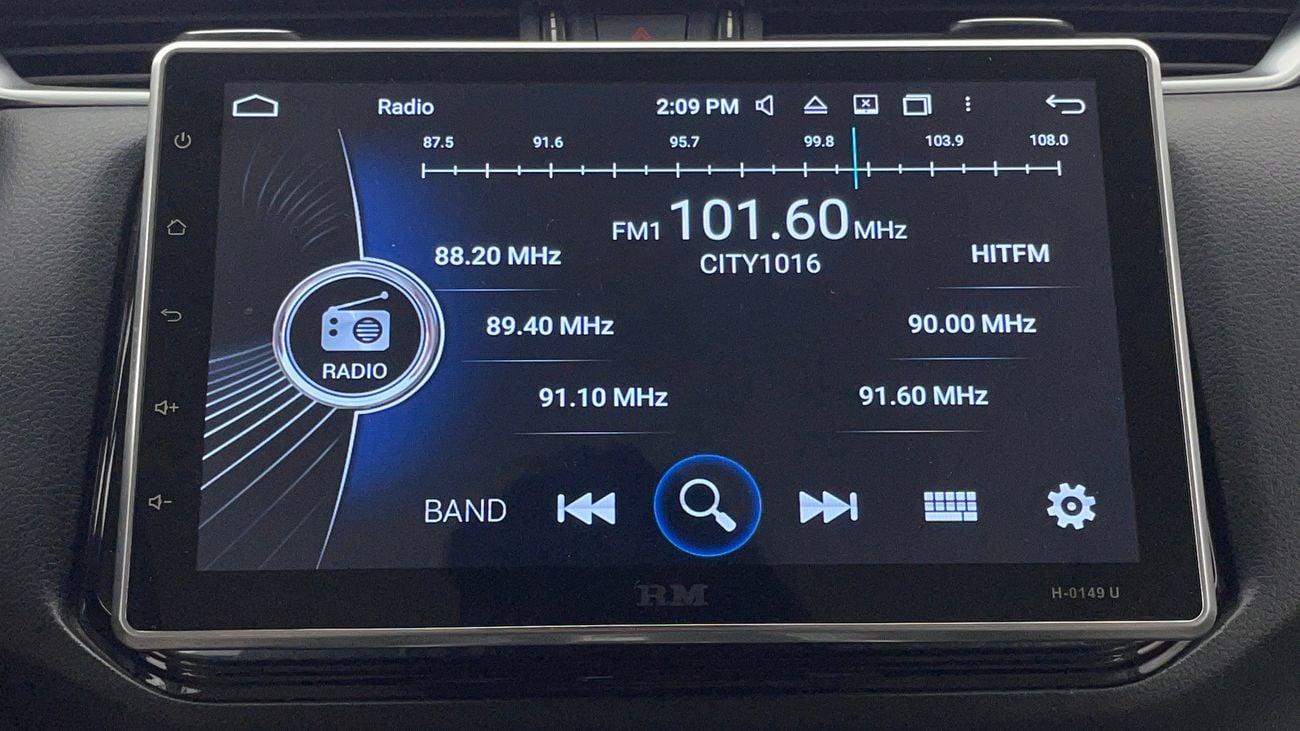 Radio 2:09 PM
87.5 91.6 95.7 99.8 103.9 108.0
FM1 101.60 MHz
CITY1016
88.20 MHz HITFM
89.40 MHz 90.00 MHz
RADIO
91.10 MHz 91.60 MHz
BAND
RM
H-0149 U